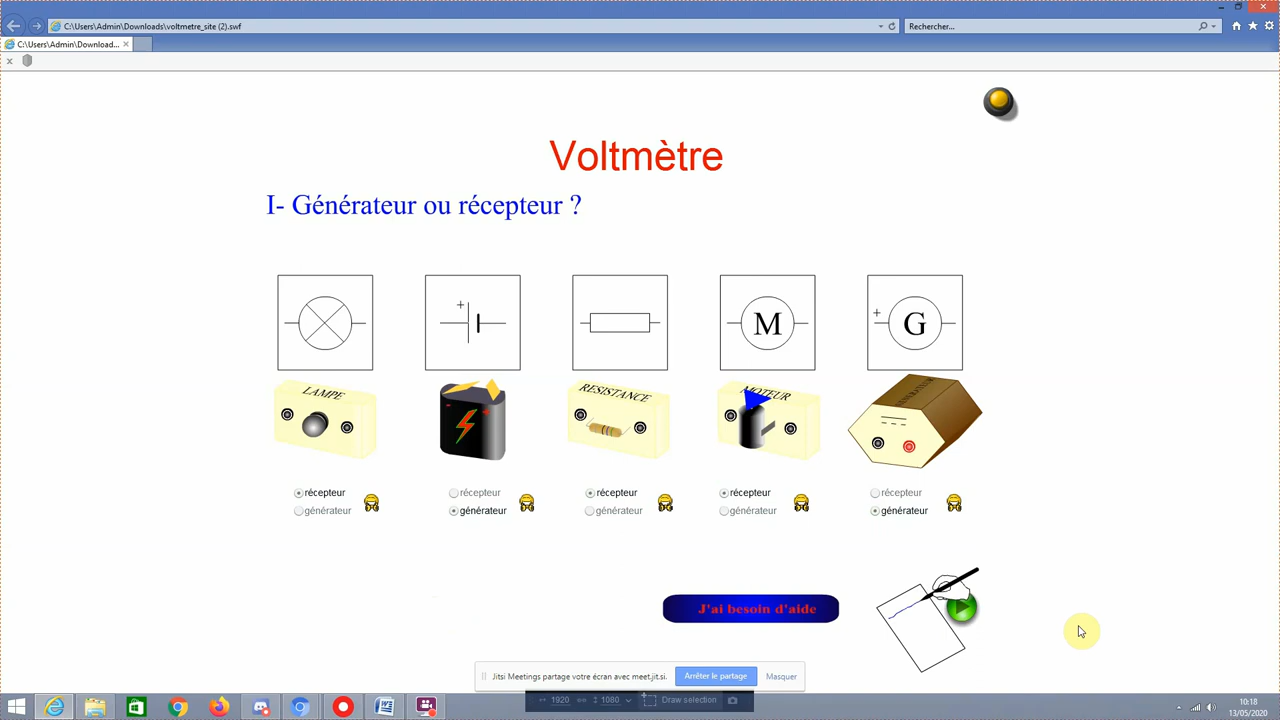 C:\Users\Admin\Downloads\voltmetre_site (2).swf
Rechercher...
C:\Users\Admin\Download...
Voltmètre
I- Générateur ou récepteur ?
+
M
+
G
LAMPE
RESISTANCE
MOTEUR
- +
récepteur
générateur
récepteur
générateur
récepteur
générateur
récepteur
générateur
récepteur
générateur
J'ai besoin d'aide
Jitsi Meetings partage votre écran avec meet.jit.si.
Arrêter le partage
Masquer
1920
1080
Draw selection
10:18
13/05/2020